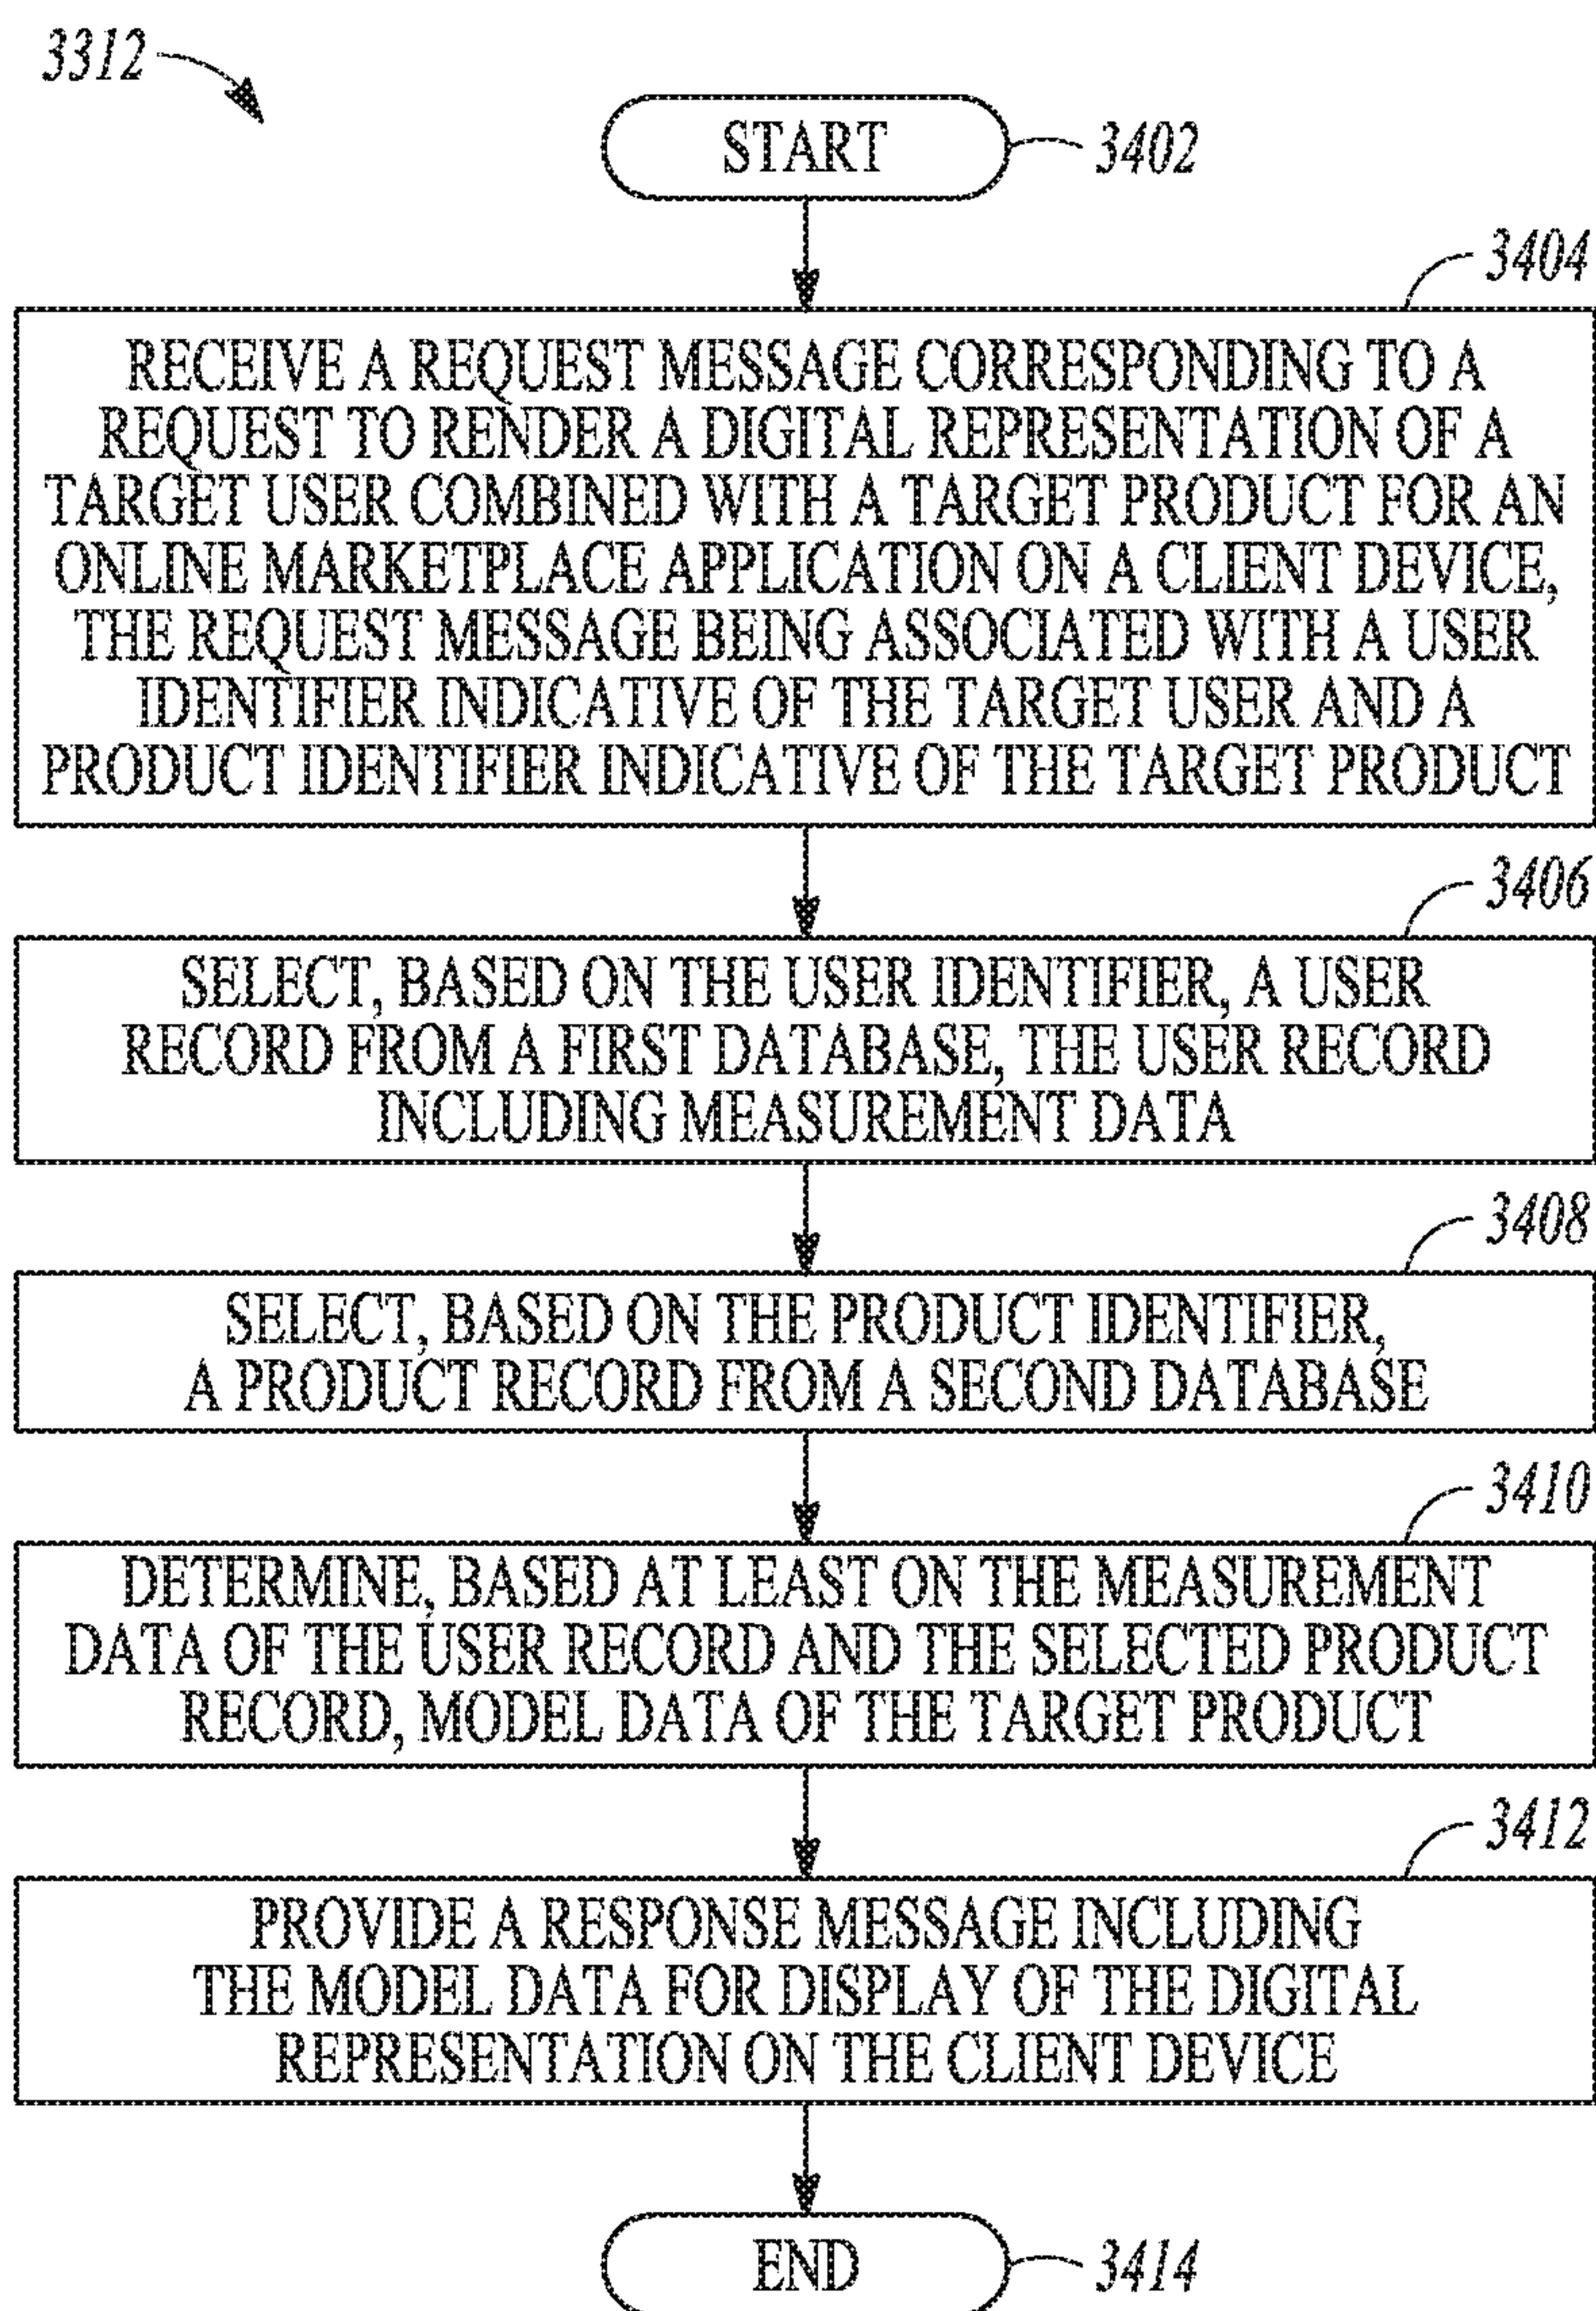 3312
START
3402
3404
RECEIVE A REQUEST MESSAGE CORRESPONDING TO A
REQUEST TO RENDER A DIGITAL REPRESENTATION OF A
TARGET USER COMBINED WITH A TARGET PRODUCT FOR AN
ONLINE MARKETPLACE APPLICATION ON A CLIENT DEVICE,
THE REQUEST MESSAGE BEING ASSOCIATED WITH A USER
IDENTIFIER INDICATIVE OF THE TARGET USER AND A
PRODUCT IDENTIFIER INDICATIVE OF THE TARGET PRODUCT
3406
SELECT, BASED ON THE USER IDENTIFIER, A USER
RECORD FROM A FIRST DATABASE, THE USER RECORD
INCLUDING MEASUREMENT DATA
3408
SELECT, BASED ON THE PRODUCT IDENTIFIER,
A PRODUCT RECORD FROM A SECOND DATABASE
3410
DETERMINE, BASED AT LEAST ON THE MEASUREMENT
DATA OF THE USER RECORD AND THE SELECTED PRODUCT
RECORD, MODEL DATA OF THE TARGET PRODUCT
3412
PROVIDE A RESPONSE MESSAGE INCLUDING
THE MODEL DATA FOR DISPLAY OF THE DIGITAL
REPRESENTATION ON THE CLIENT DEVICE
END
3414